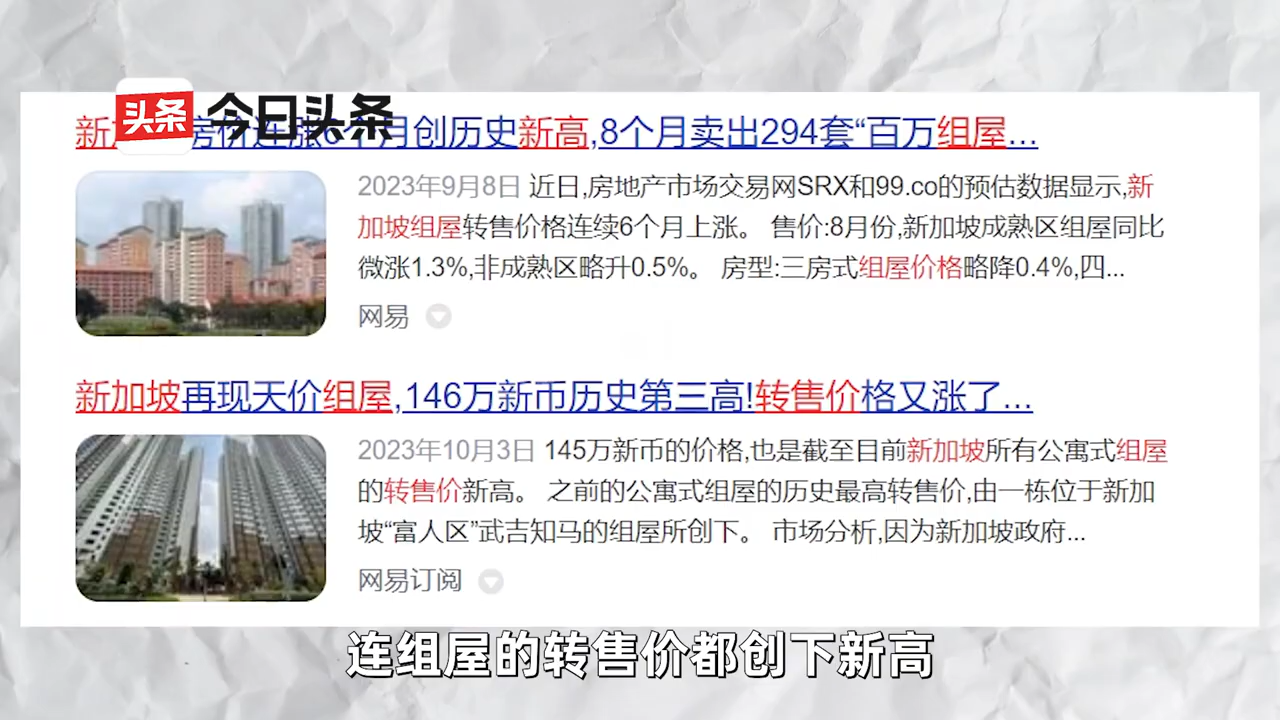 头条 今日头条
新 房价连涨6个月创历史新高,8个月卖出294套“百万组屋...
2023年9月8日 近日,房地产市场交易网SRX和99.co的预估数据显示,新
加坡组屋转售价格连续6个月上涨。 售价:8月份,新加坡成熟区组屋同比
微涨1.3%,非成熟区略升0.5%。 房型:三房式组屋价格略降0.4%,四...
网易
新加坡再现天价组屋,146万新币历史第三高!转售价格又涨了...
2023年10月3日 145万新币的价格,也是截至目前新加坡所有公寓式组屋
的转售价新高。 之前的公寓式组屋的历史最高转售价,由一栋位于新加
坡“富人区”武吉知马的组屋所创下。 市场分析,因为新加坡政府...
网易订阅
连组屋的转售价都创下新高